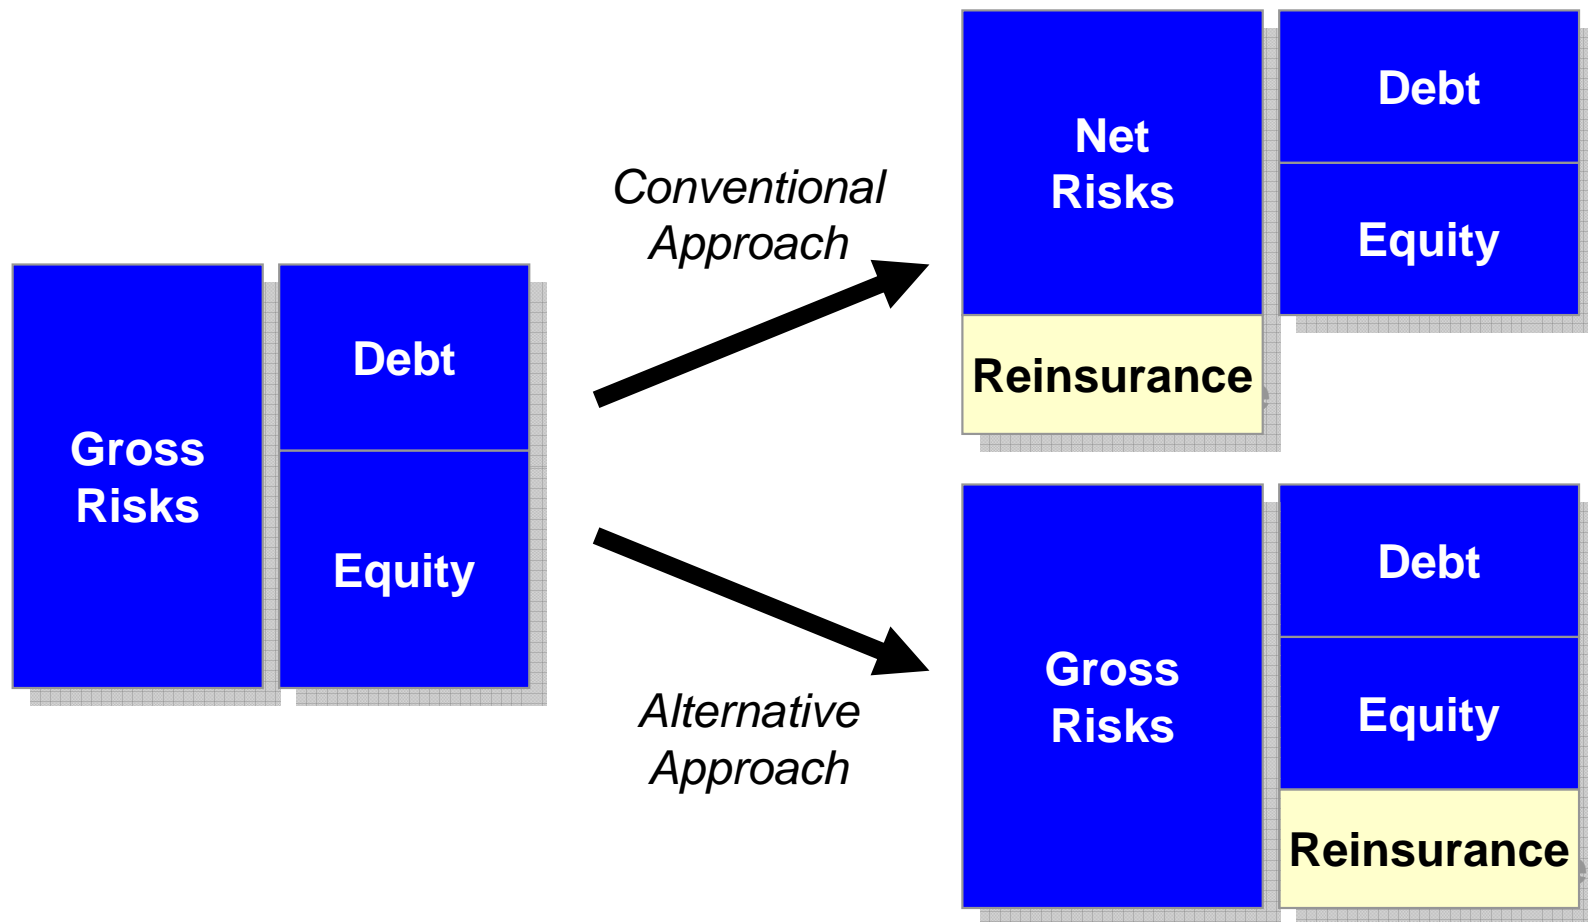 Gross
Risks
Debt
Equity
Conventional
Approach
Alternative
Approach
Net
Risks
Reinsurance
Debt
Equity
Gross
Risks
Debt
Equity
Reinsurance